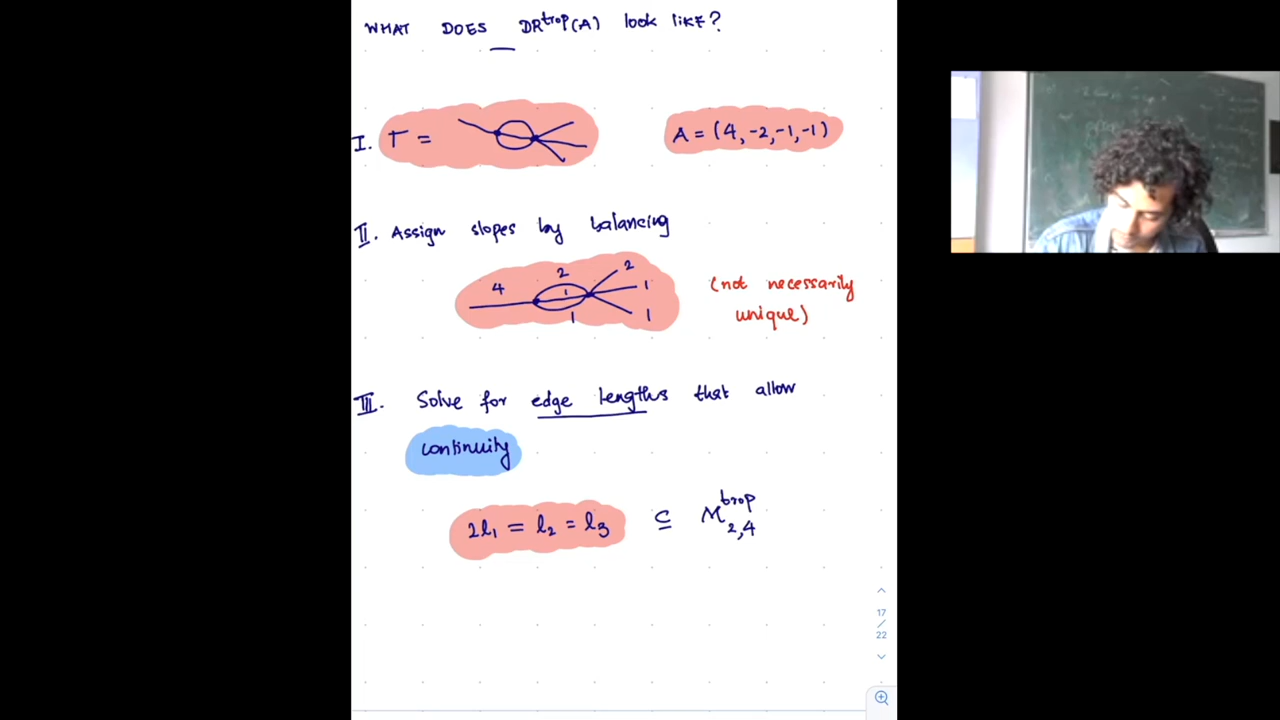 WHAT DOES DR^trop(A) look like?
I. Γ = A = (4, -2, -1, -1)
II. Assign slopes by balancing
4 2 1 1 2 1 1
(not necessarily unique)
III. Solve for edge lengths that allow
continuity
2l₁ = l₂ = l₃ ⊆ M^trop_2,4
17
/
22